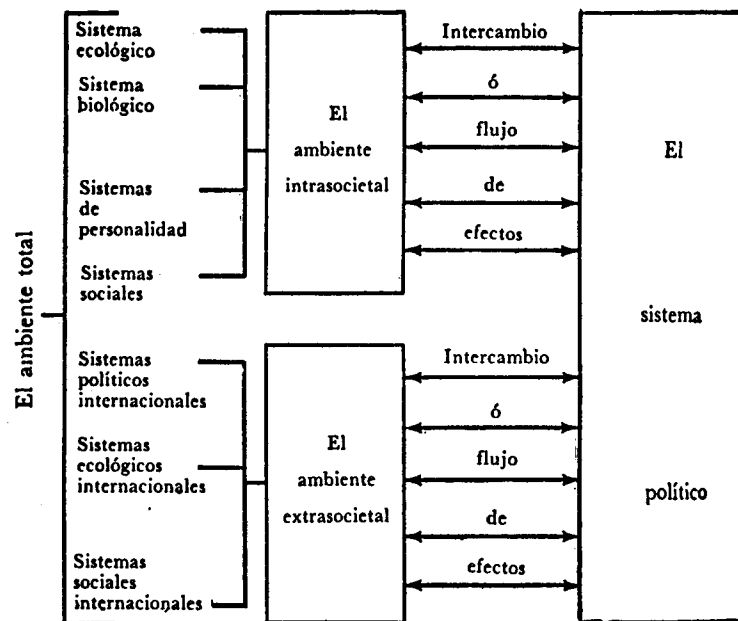 El ambiente total
Sistema
ecológico
Sistema
biológico
Sistemas
de
personalidad
Sistemas
sociales
Sistemas
políticos
internacionales
Sistemas
ecológicos
internacionales
Sistemas
sociales
internacionales
El
ambiente
intrasocietal
El
ambiente
extrasocietal
Intercambio
ó
flujo
de
efectos
Intercambio
ó
flujo
de
efectos
El
sistema
político